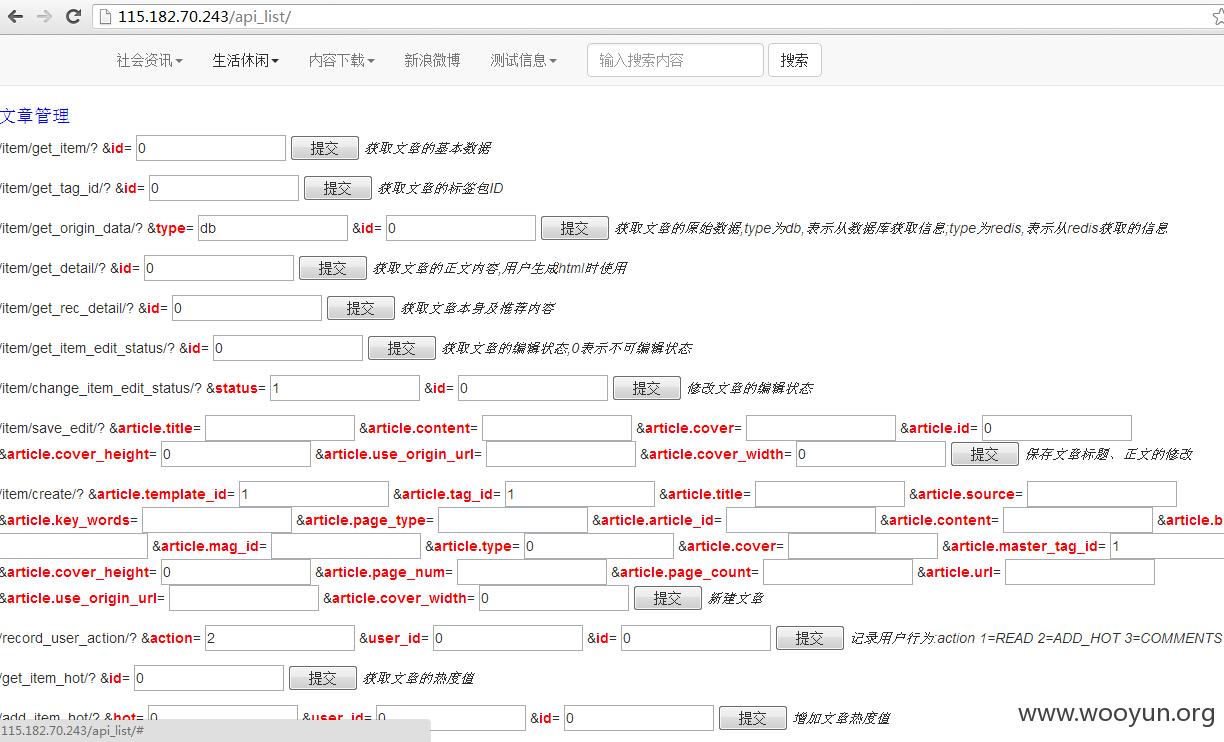 115.182.70.243/api_list/
社会资讯 生活休闲 内容下载 新浪微博 测试信息 输入搜索内容 搜索
文章管理
/item/get_item/? &id= 0 提交 获取文章的基本数据
/item/get_tag_id/? &id= 0 提交 获取文章的标签包ID
/item/get_origin_data/? &type= db &id= 0 提交 获取文章的原始数据,type为db,表示从数据库获取信息;type为redis,表示从redis获取的信息
/item/get_detail/? &id= 0 提交 获取文章的正文内容,用户生成html时使用
/item/get_rec_detail/? &id= 0 提交 获取文章本身及推荐内容
/item/get_item_edit_status/? &id= 0 提交 获取文章的编辑状态,0表示不可编辑状态
/item/change_item_edit_status/? &status= 1 &id= 0 提交 修改文章的编辑状态
/item/save_edit/? &article.title= &article.content= &article.cover= &article.id= 0
&article.cover_height= 0 &article.use_origin_url= &article.cover_width= 0 提交 保存文章标题、正文的修改
/item/create/? &article.template_id= 1 &article.tag_id= 1 &article.title= &article.source=
&article.key_words= &article.page_type= &article.article_id= &article.content= &article.b
&article.mag_id= &article.type= 0 &article.cover= &article.master_tag_id= 1
&article.cover_height= 0 &article.page_num= &article.page_count= &article.url=
&article.use_origin_url= &article.cover_width= 0 提交 新建文章
/record_user_action/? &action= 2 &user_id= 0 &id= 0 提交 记录用户行为:action 1=READ 2=ADD_HOT 3=COMMENTS
/get_item_hot/? &id= 0 提交 获取文章的热度值
/add_item_hot/? &hot= 0 &user_id= 0 &id= 0 提交 增加文章热度值
115.182.70.243/api_list/#
www.wooyun.org